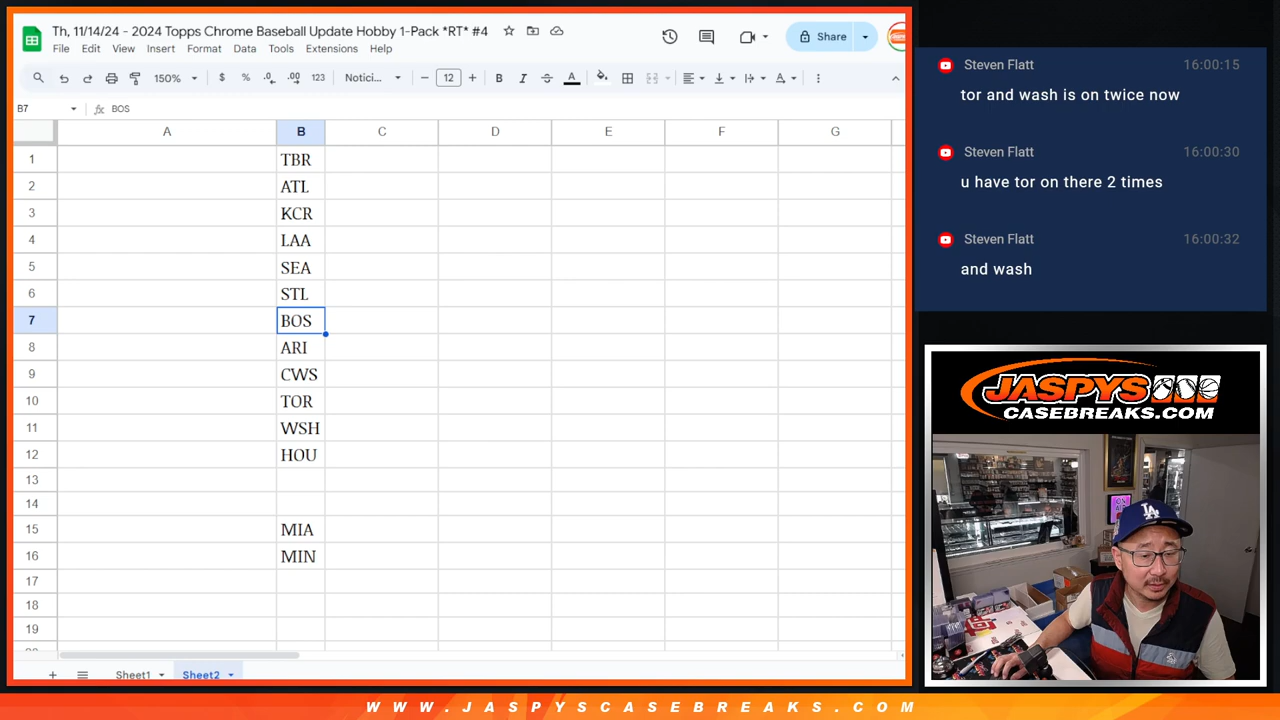 Th, 11/14/24 - 2024 Topps Chrome Baseball Update Hobby 1-Pack *RT* #4
Share
File Edit View Insert Format Data Tools Extensions Help
150% $ % .0 .00 123 Notici... 12 B I A
B7 fx BOS
A B C D E F G
1 TBR
2 ATL
3 KCR
4 LAA
5 SEA
6 STL
7 BOS
8 ARI
9 CWS
10 TOR
11 WSH
12 HOU
13
14
15 MIA
16 MIN
17
18
19
Sheet1 Sheet2
Steven Flatt 16:00:15
tor and wash is on twice now
Steven Flatt 16:00:30
u have tor on there 2 times
Steven Flatt 16:00:32
and wash
JASPYS
CASEBREAKS.COM
LA
WWW.JASPYSCASEBREAKS.COM